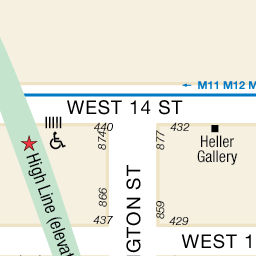 M11 M12 M
WEST 14 ST
440
432
874
877
Heller
Gallery
High Line (elevat
866
859
NGTON ST
437
429
WEST 1